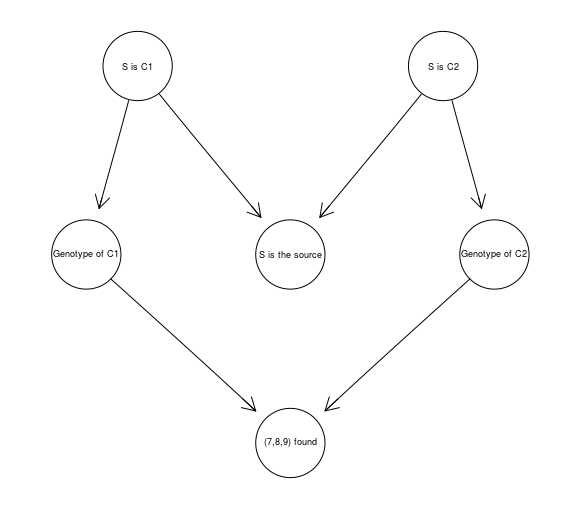 S is C1
S is C2
Genotype of C1
S is the source
Genotype of C2
{7,8,9} found